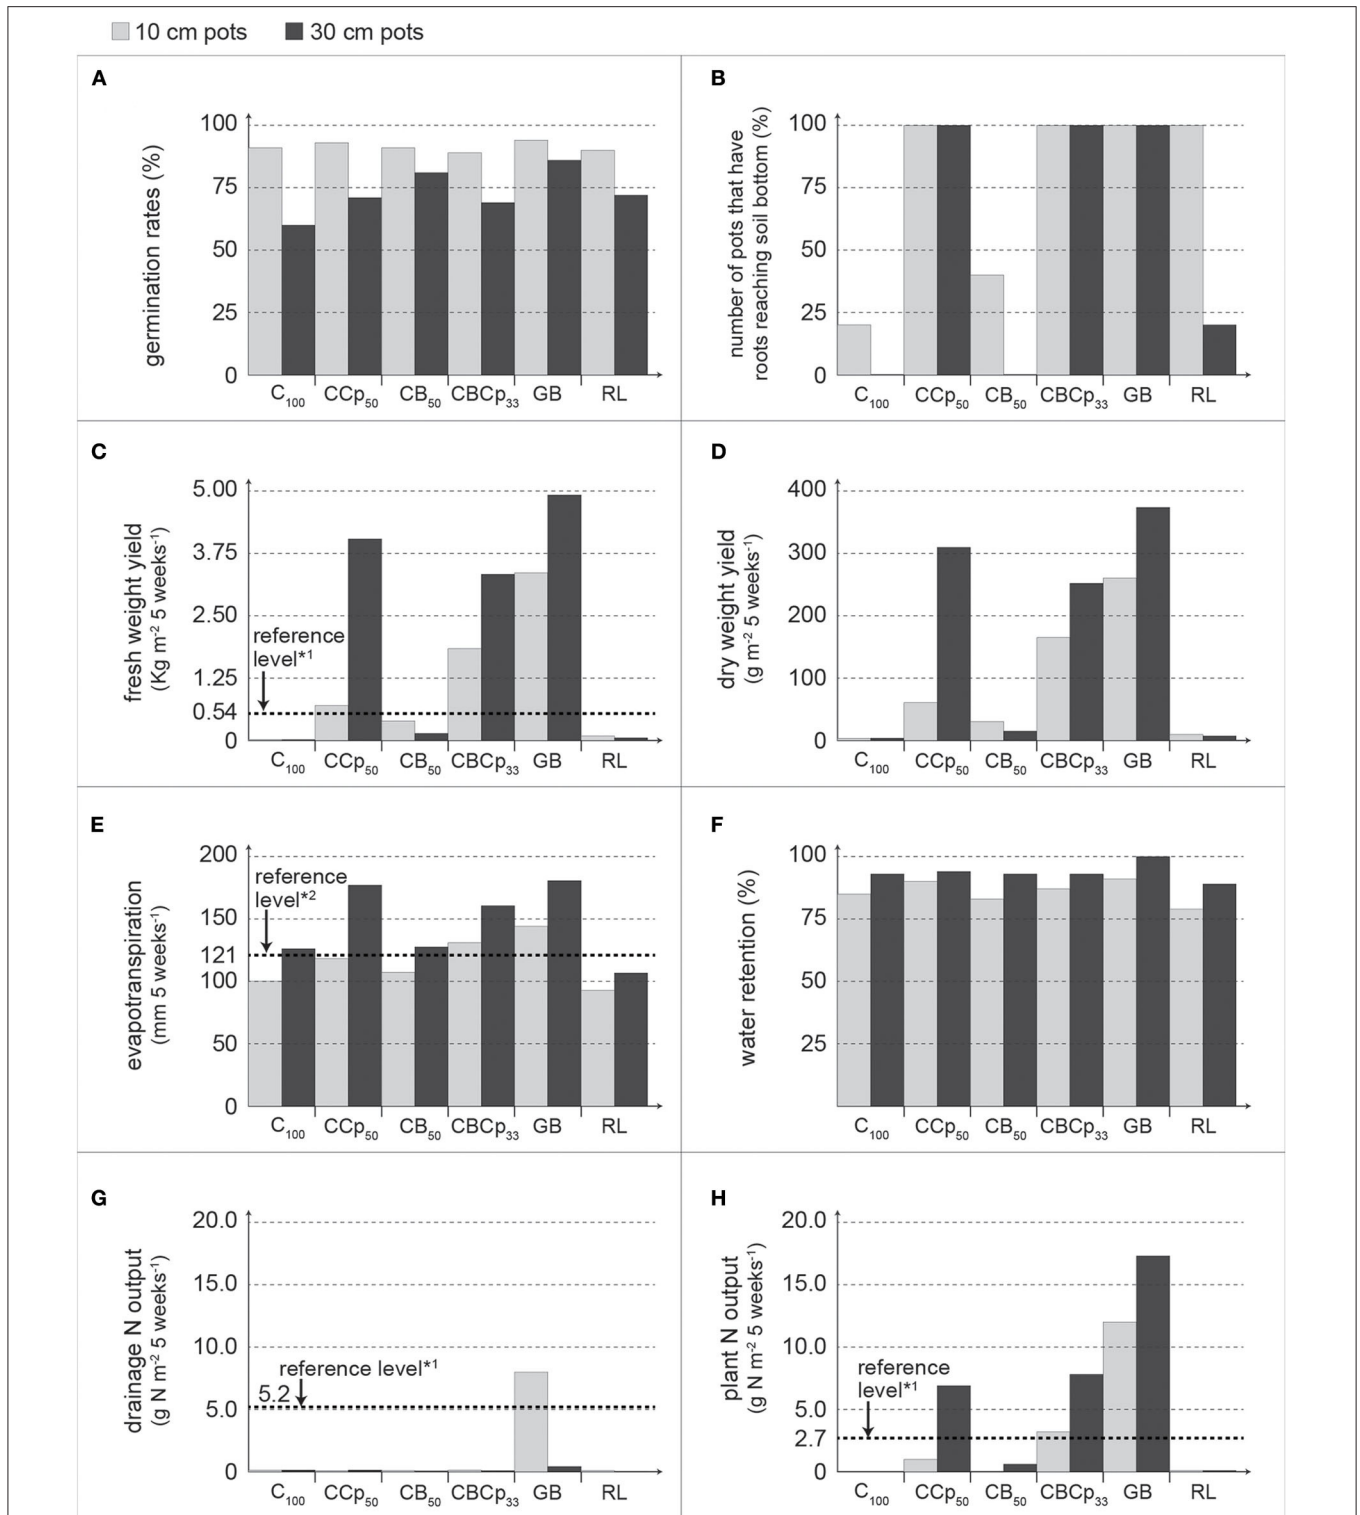 10 cm pots 30 cm pots
A
germination rates (%)
100
75
50
25
0
C100 CCp50 CB50 CBCp33 GB RL
B
number of pots that have
roots reaching soil bottom (%)
100
75
50
25
0
C100 CCp50 CB50 CBCp33 GB RL
C
fresh weight yield
(Kg m-2 5 weeks-1)
5.00
3.75
2.50
reference
level*1
1.25
0.54
0
C100 CCp50 CB50 CBCp33 GB RL
D
dry weight yield
(g m-2 5 weeks-1)
400
300
200
100
0
C100 CCp50 CB50 CBCp33 GB RL
E
evapotranspiration
(mm 5 weeks-1)
200
reference
level*2
150
121
100
50
0
C100 CCp50 CB50 CBCp33 GB RL
F
water retention (%)
100
75
50
25
C100 CCp50 CB50 CBCp33 GB RL
G
drainage N output
(g N m-2 5 weeks-1)
20.0
15.0
10.0
reference level*1
5.2
5.0
0
C100 CCp50 CB50 CBCp33 GB RL
H
plant N output
(g N m-2 5 weeks-1)
20.0
15.0
10.0
reference
level*1
5.0
2.7
0
C100 CCp50 CB50 CBCp33 GB RL